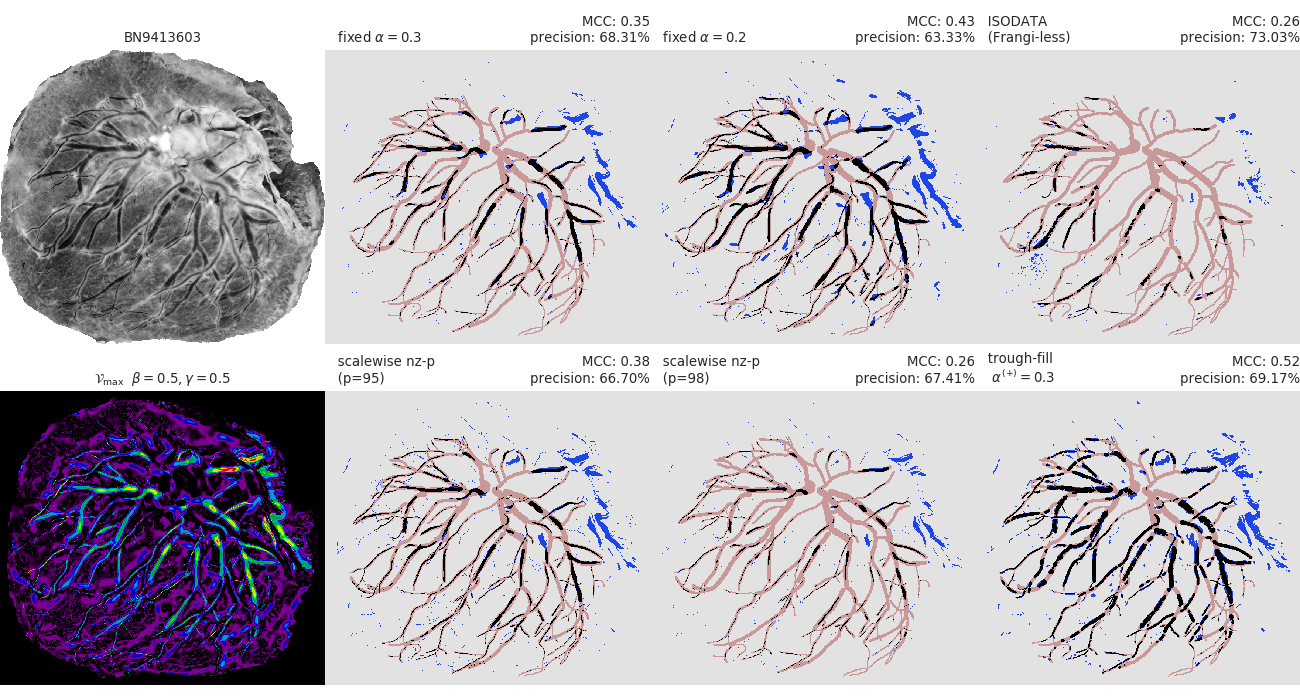 BN9413603
fixed α = 0.3
MCC: 0.35
precision: 68.31%
fixed α = 0.2
MCC: 0.43
precision: 63.33%
ISODATA
(Frangi-less)
MCC: 0.26
precision: 73.03%
𝒱max β = 0.5, γ = 0.5
scalewise nz-p
(p=95)
MCC: 0.38
precision: 66.70%
scalewise nz-p
(p=98)
MCC: 0.26
precision: 67.41%
trough-fill
α(+) = 0.3
MCC: 0.52
precision: 69.17%